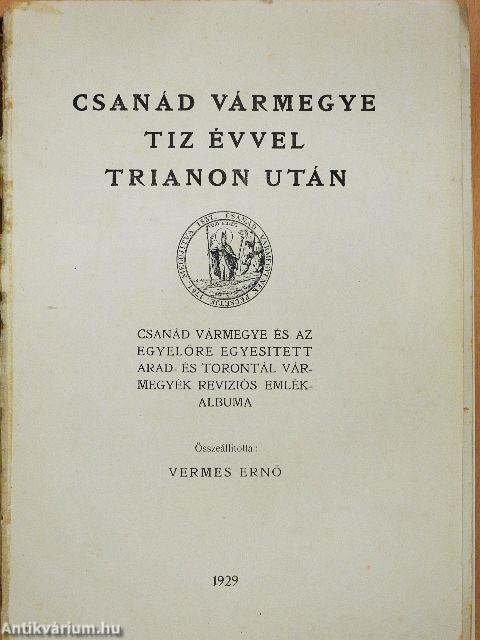 CSANÁD VÁRMEGYE
TIZ ÉVVEL
TRIANON UTÁN
CSANÁD VÁRMEGYE ÉS AZ
EGYELŐRE EGYESITETT
ARAD- ÉS TORONTÁL VÁR-
MEGYÉK REVIZIÓS EMLÉK-
ALBUMA
Összeállította:
VERMES ERNŐ
1929
Antikvárium.hu